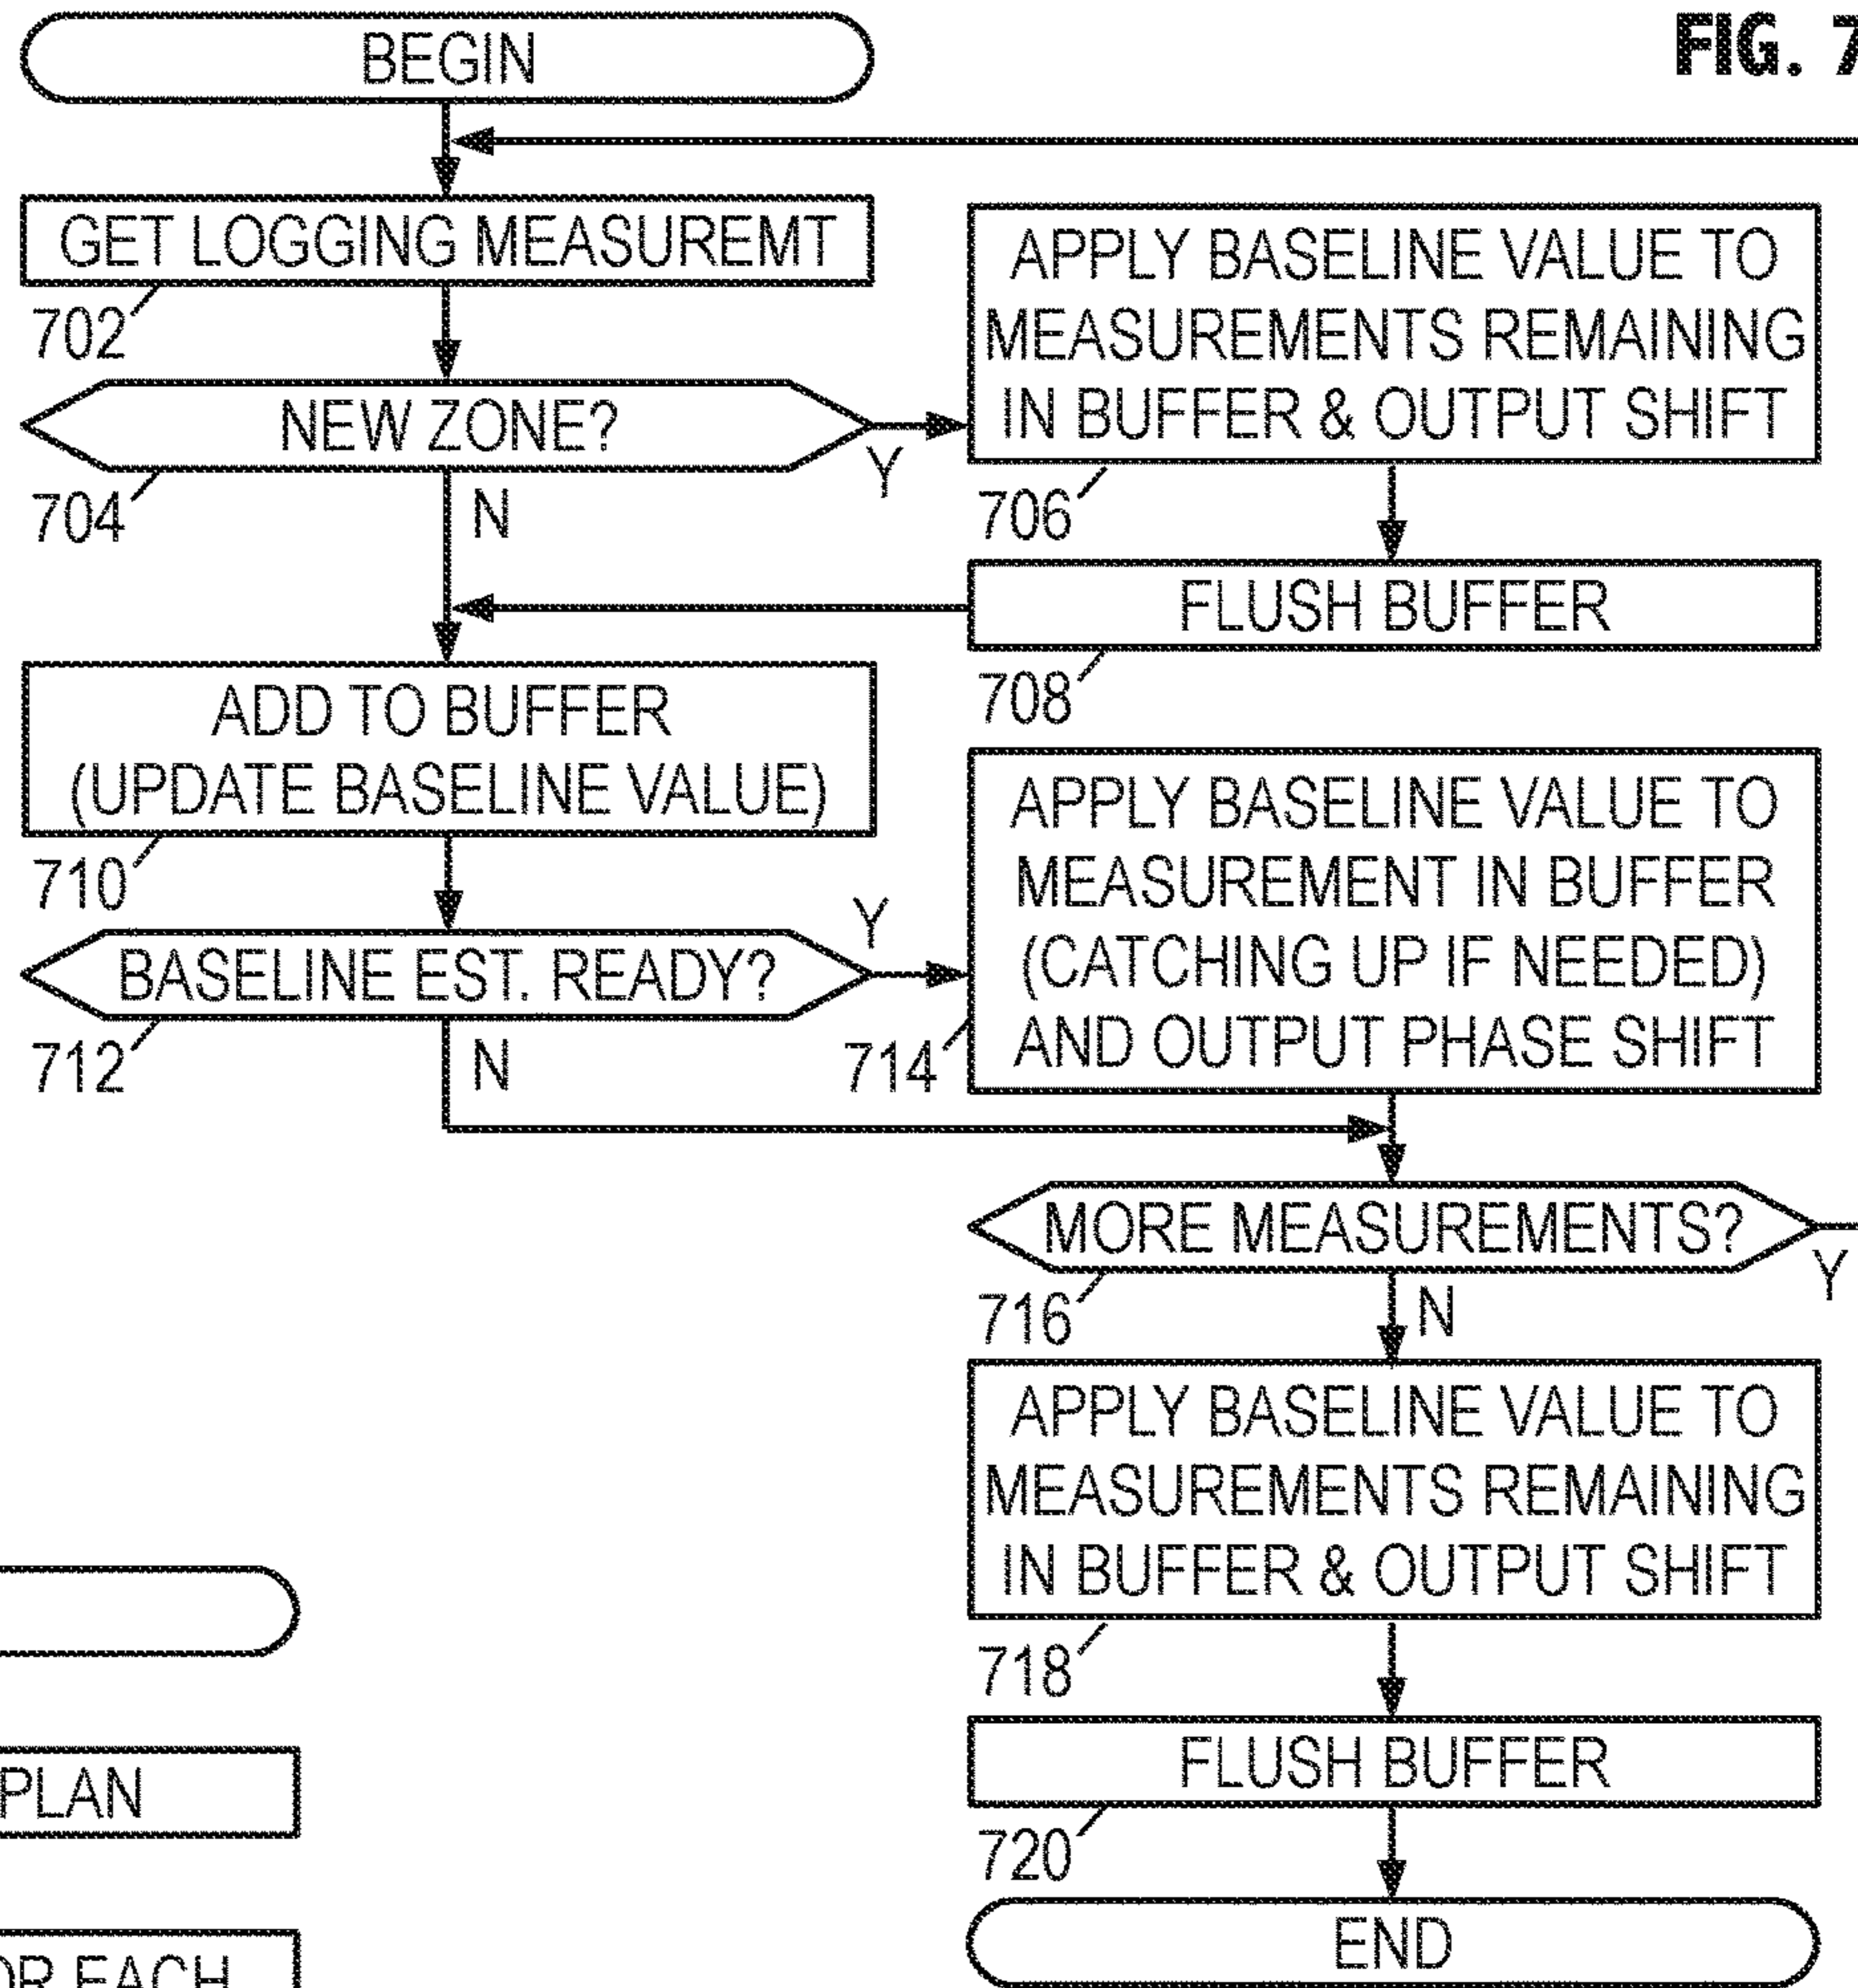 FIG. 7
BEGIN
GET LOGGING MEASUREMT
702
NEW ZONE?
704
Y
N
APPLY BASELINE VALUE TO
MEASUREMENTS REMAINING
IN BUFFER & OUTPUT SHIFT
706
FLUSH BUFFER
708
ADD TO BUFFER
(UPDATE BASELINE VALUE)
710
BASELINE EST. READY?
712
Y
N
APPLY BASELINE VALUE TO
MEASUREMENT IN BUFFER
(CATCHING UP IF NEEDED)
AND OUTPUT PHASE SHIFT
714
MORE MEASUREMENTS?
716
Y
N
APPLY BASELINE VALUE TO
MEASUREMENTS REMAINING
IN BUFFER & OUTPUT SHIFT
718
FLUSH BUFFER
720
END
PLAN
EACH